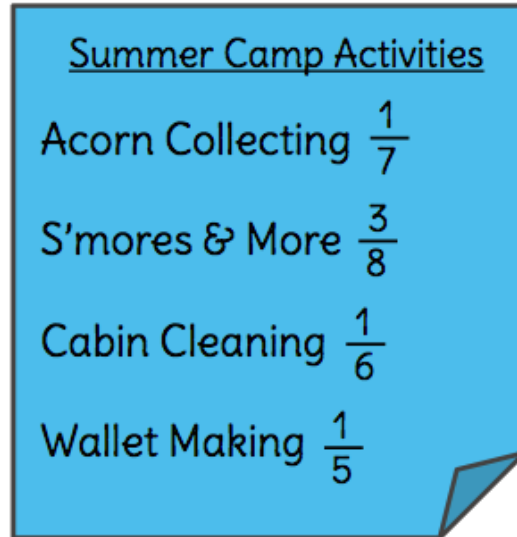 Summer Camp Activities
Acorn Collecting 1/7
S'mores & More 3/8
Cabin Cleaning 1/6
Wallet Making 1/5